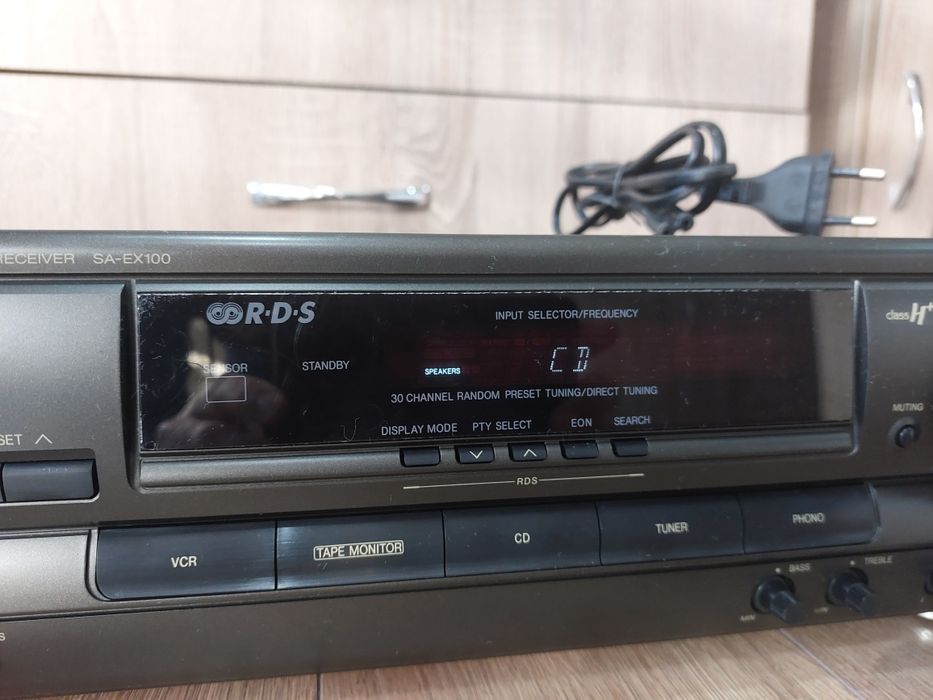 RECEIVER SA-EX100
R·D·S
INPUT SELECTOR/FREQUENCY
class H+
SENSOR
STANDBY
SPEAKERS
CD
30 CHANNEL RANDOM PRESET TUNING/DIRECT TUNING
MUTING
DISPLAY MODE PTY SELECT EON SEARCH
RDS
VCR
TAPE MONITOR
CD
TUNER
PHONO
BASS
TREBLE
MIN
MIN